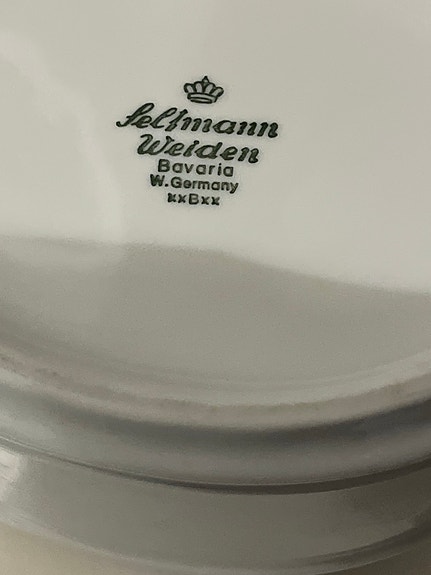 Seltmann
Weiden
Bavaria
W. Germany
xxBxx